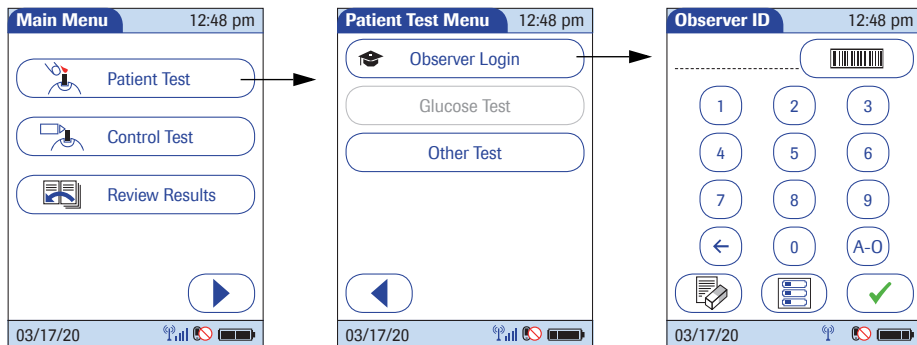 Main Menu 12:48 pm
Patient Test
Control Test
Review Results
03/17/20
Patient Test Menu 12:48 pm
Observer Login
Glucose Test
Other Test
03/17/20
Observer ID 12:48 pm
1 2 3
4 5 6
7 8 9
0 A-O
03/17/20